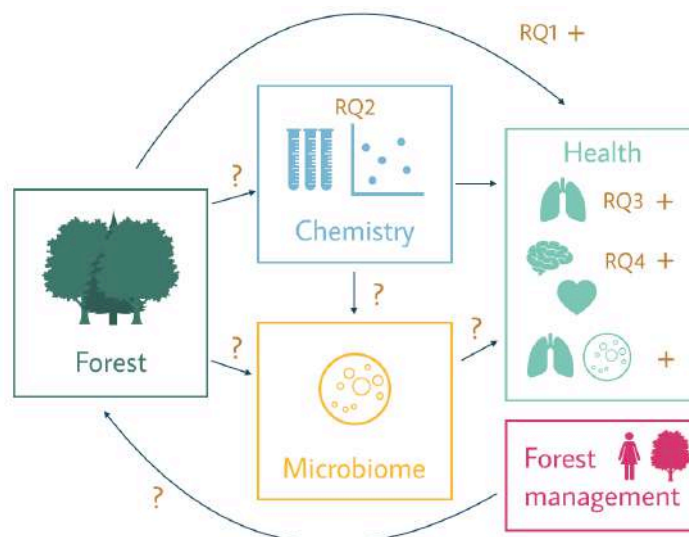 RQ1 +
RQ2
Chemistry
?
Health
RQ3 +
RQ4 +
+
Forest
?
?
?
Microbiome
?
Forest
management